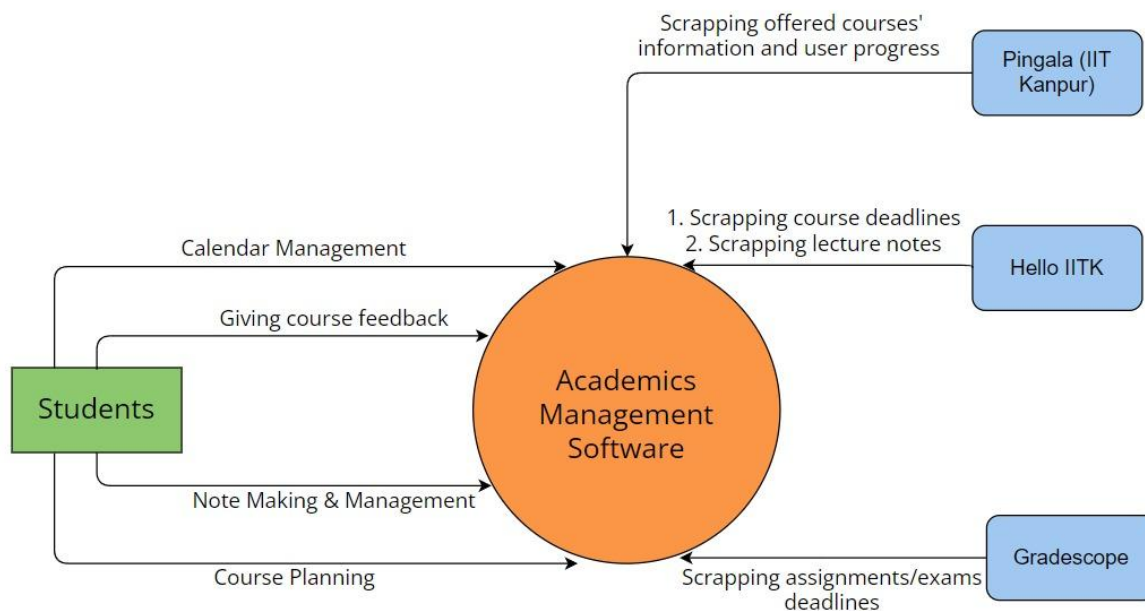 Scrapping offered courses'
information and user progress
Pingala (IIT
Kanpur)
1. Scrapping course deadlines
2. Scrapping lecture notes
Hello IITK
Calendar Management
Giving course feedback
Students
Academics
Management
Software
Note Making & Management
Course Planning
Gradescope
Scrapping assignments/exams
deadlines